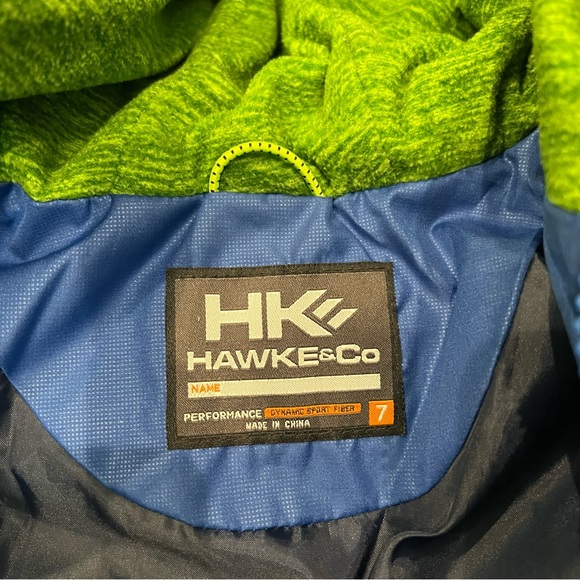 HK
HAWKE&Co
NAME
PERFORMANCE DYNAMIC SPORT FIBER 7
MADE IN CHINA